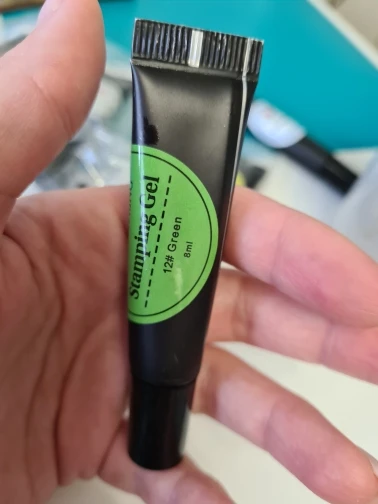 Stamping Gel
12# Green
8ml